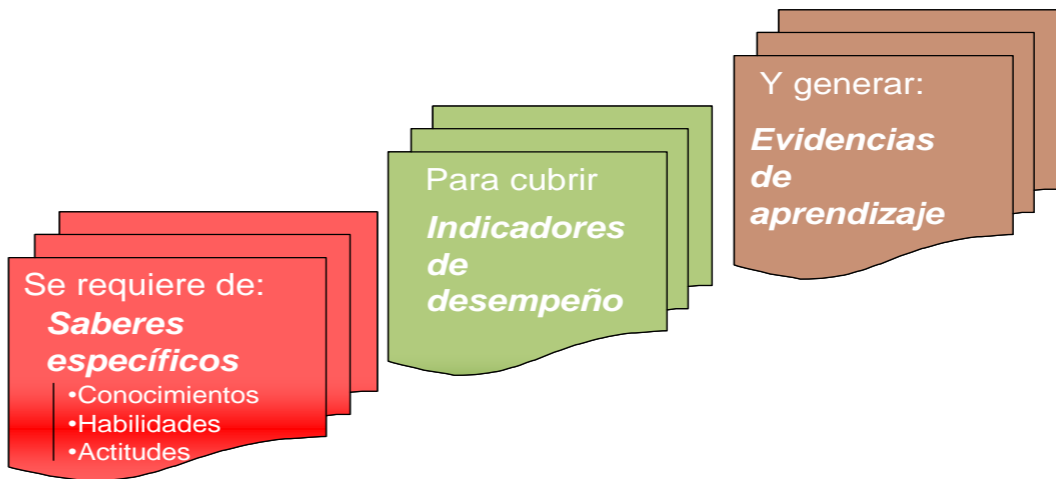 Se requiere de:
Saberes
específicos
•Conocimientos
•Habilidades
•Actitudes
Para cubrir
Indicadores
de
desempeño
Y generar:
Evidencias
de
aprendizaje